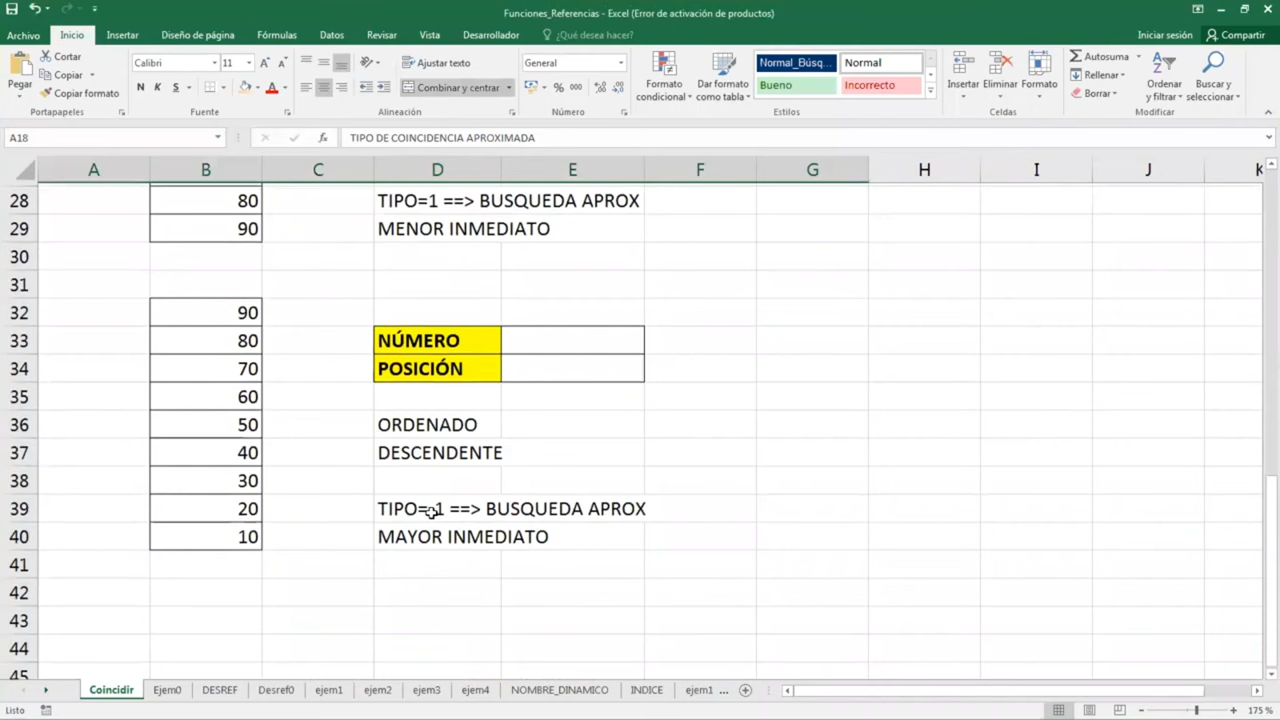 Funciones_Referencias - Excel (Error de activación de productos)
Archivo Inicio Insertar Diseño de página Fórmulas Datos Revisar Vista Desarrollador ¿Qué desea hacer? Iniciar sesión Compartir
Pegar Cortar Copiar Copiar formato
Calibri 11 N K S
Ajustar texto Combinar y centrar
General % 000
Formato condicional Dar formato como tabla
Normal_Búsq... Normal Bueno Incorrecto
Insertar Eliminar Formato
Autosuma Rellenar Borrar
Ordenar y filtrar Buscar y seleccionar
Portapapeles Fuente Alineación Número Estilos Celdas Modificar
A18 fx TIPO DE COINCIDENCIA APROXIMADA
A B C D E F G H I J K
28 80 TIPO=1 ==> BUSQUEDA APROX
29 90 MENOR INMEDIATO
30
31
32 90
33 80 NÚMERO
34 70 POSICIÓN
35 60
36 50 ORDENADO
37 40 DESCENDENTE
38 30
39 20 TIPO=-1 ==> BUSQUEDA APROX
40 10 MAYOR INMEDIATO
41
42
43
44
45
Coincidir Ejem0 DESREF Desref0 ejem1 ejem2 ejem3 ejem4 NOMBRE_DINAMICO INDICE ejem1 ...
Listo 175 %